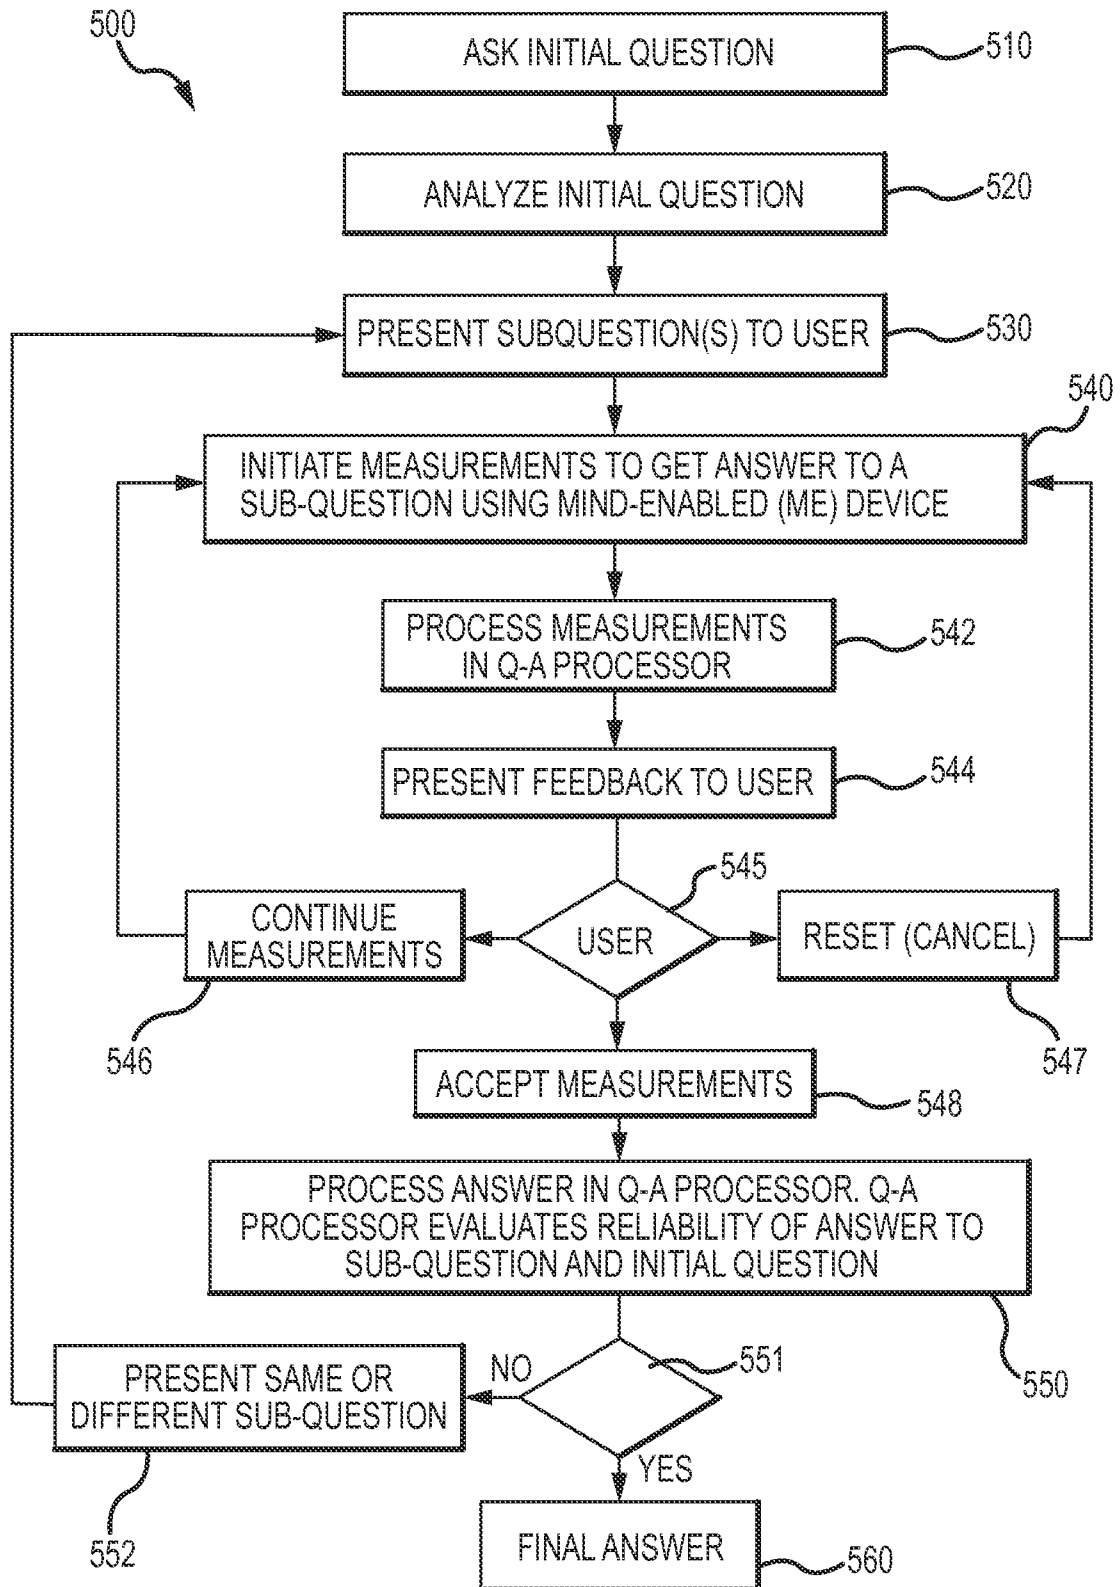 500
ASK INITIAL QUESTION
510
ANALYZE INITIAL QUESTION
520
PRESENT SUBQUESTION(S) TO USER
530
540
INITIATE MEASUREMENTS TO GET ANSWER TO A
SUB-QUESTION USING MIND-ENABLED (ME) DEVICE
PROCESS MEASUREMENTS
IN Q-A PROCESSOR
542
PRESENT FEEDBACK TO USER
544
545
CONTINUE
MEASUREMENTS
USER
RESET (CANCEL)
546
547
ACCEPT MEASUREMENTS
548
PROCESS ANSWER IN Q-A PROCESSOR. Q-A
PROCESSOR EVALUATES RELIABILITY OF ANSWER TO
SUB-QUESTION AND INITIAL QUESTION
550
551
NO
PRESENT SAME OR
DIFFERENT SUB-QUESTION
YES
552
FINAL ANSWER
560